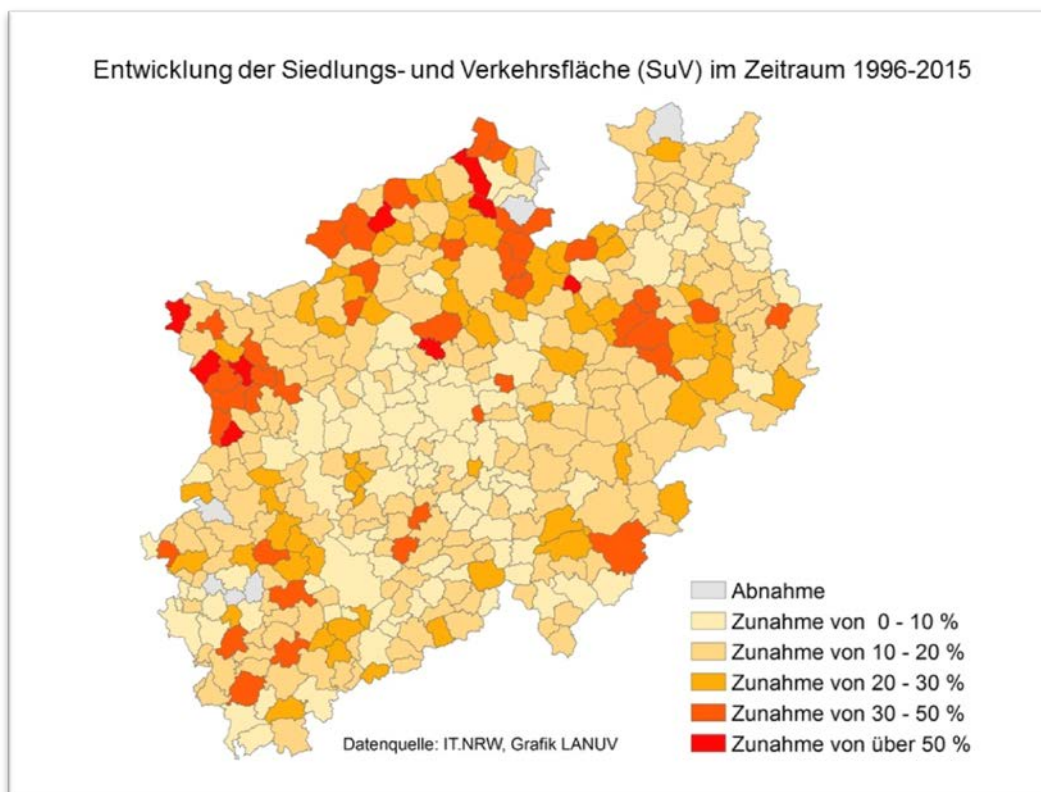 Entwicklung der Siedlungs- und Verkehrsfläche (SuV) im Zeitraum 1996-2015
Abnahme
Zunahme von 0 - 10 %
Zunahme von 10 - 20 %
Zunahme von 20 - 30 %
Zunahme von 30 - 50 %
Zunahme von über 50 %
Datenquelle: IT.NRW, Grafik LANUV